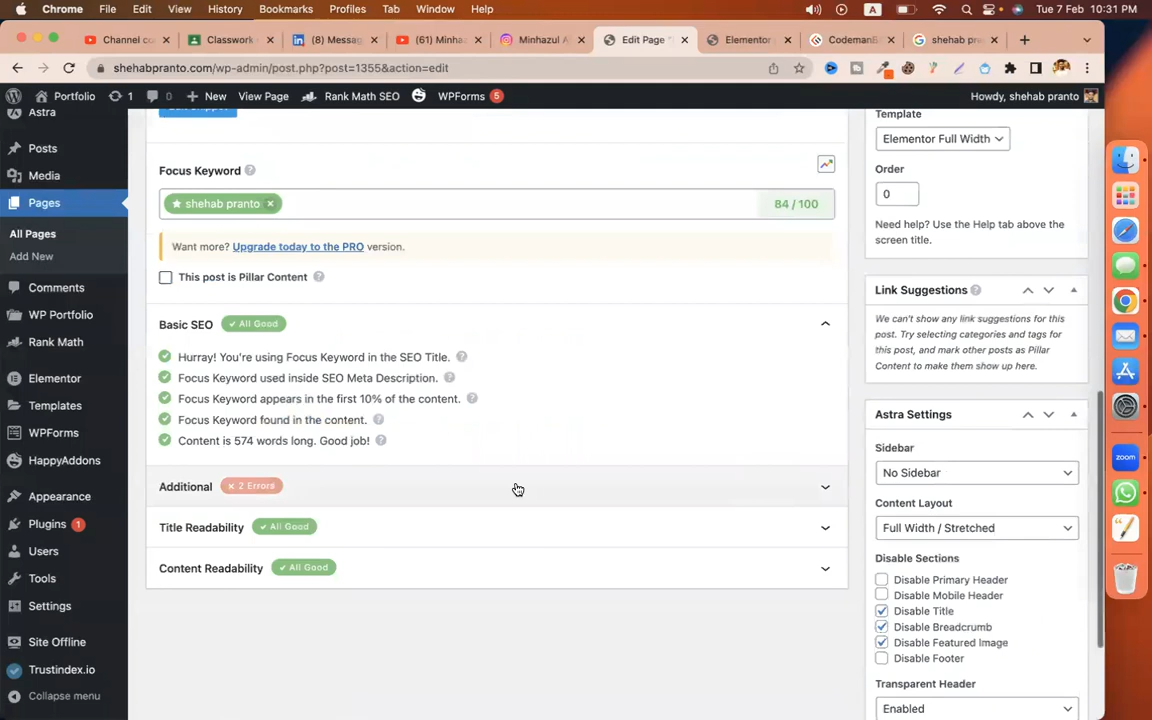 Chrome File Edit View History Bookmarks Profiles Tab Window Help A Tue 7 Feb 10:31 PM
Channel co Classwork (8) Messag (61) Minha Minhazul A Edit Page Elementor CodemanB shehab pr
shehabpranto.com/wp-admin/post.php?post=1355&action=edit
Portfolio 1 0 New View Page Rank Math SEO WPForms 5 Howdy, shehab pranto
Astra
Posts
Media
Pages
All Pages
Add New
Comments
WP Portfolio
Rank Math
Elementor
Templates
WPForms
HappyAddons
Appearance
Plugins 1
Users
Tools
Settings
Site Offline
Trustindex.io
Collapse menu
Focus Keyword
shehab pranto × 84 / 100
Want more? Upgrade today to the PRO version.
This post is Pillar Content
Basic SEO All Good
Hurray! You're using Focus Keyword in the SEO Title.
Focus Keyword used inside SEO Meta Description.
Focus Keyword appears in the first 10% of the content.
Focus Keyword found in the content.
Content is 574 words long. Good job!
Additional × 2 Errors
Title Readability All Good
Content Readability All Good
Template
Elementor Full Width
Order
0
Need help? Use the Help tab above the
screen title.
Link Suggestions
We can't show any link suggestions for this
post. Try selecting categories and tags for
this post, and mark other posts as Pillar
Content to make them show up here.
Astra Settings
Sidebar
No Sidebar
Content Layout
Full Width / Stretched
Disable Sections
Disable Primary Header
Disable Mobile Header
Disable Title
Disable Breadcrumb
Disable Featured Image
Disable Footer
Transparent Header
Enabled
zoom